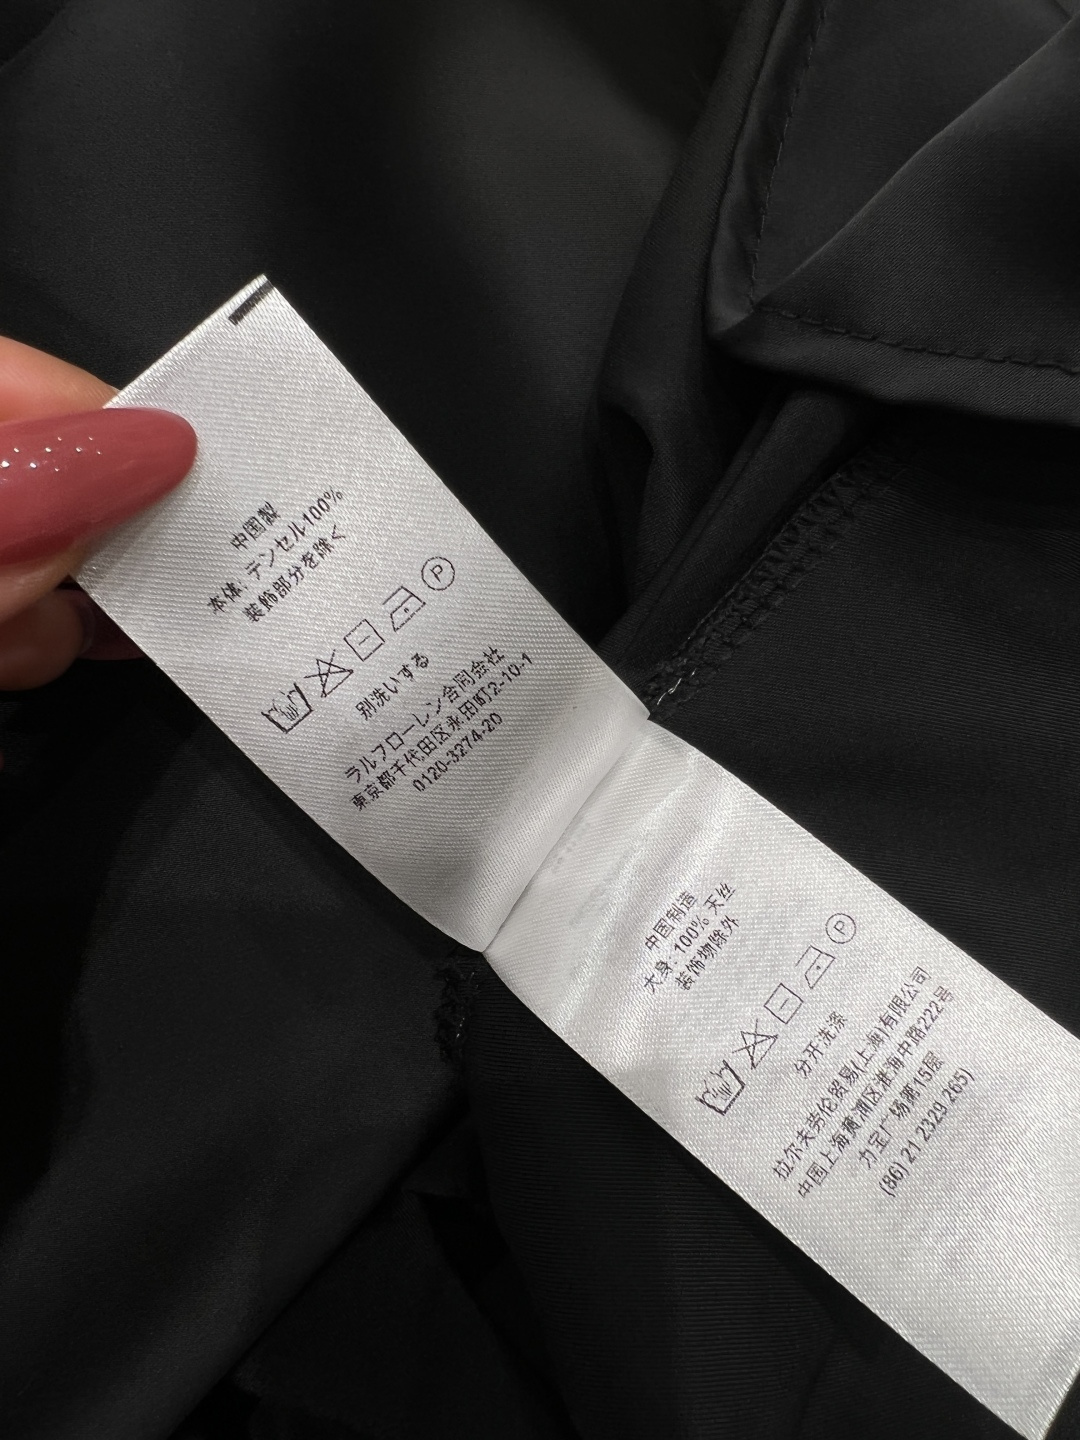 中国製
本体: テンセル100%
装飾部分を除く
P
別洗いする
ラルフローレン合同会社
東京都千代田区永田町2-10-1
0120-3274-20
中国制造
大身: 100% 天丝
装饰物除外
P
分开洗涤
拉尔夫劳伦贸易(上海)有限公司
中国上海黄浦区淮海中路222号
力宝广场第15层
(86) 21 2329 265)